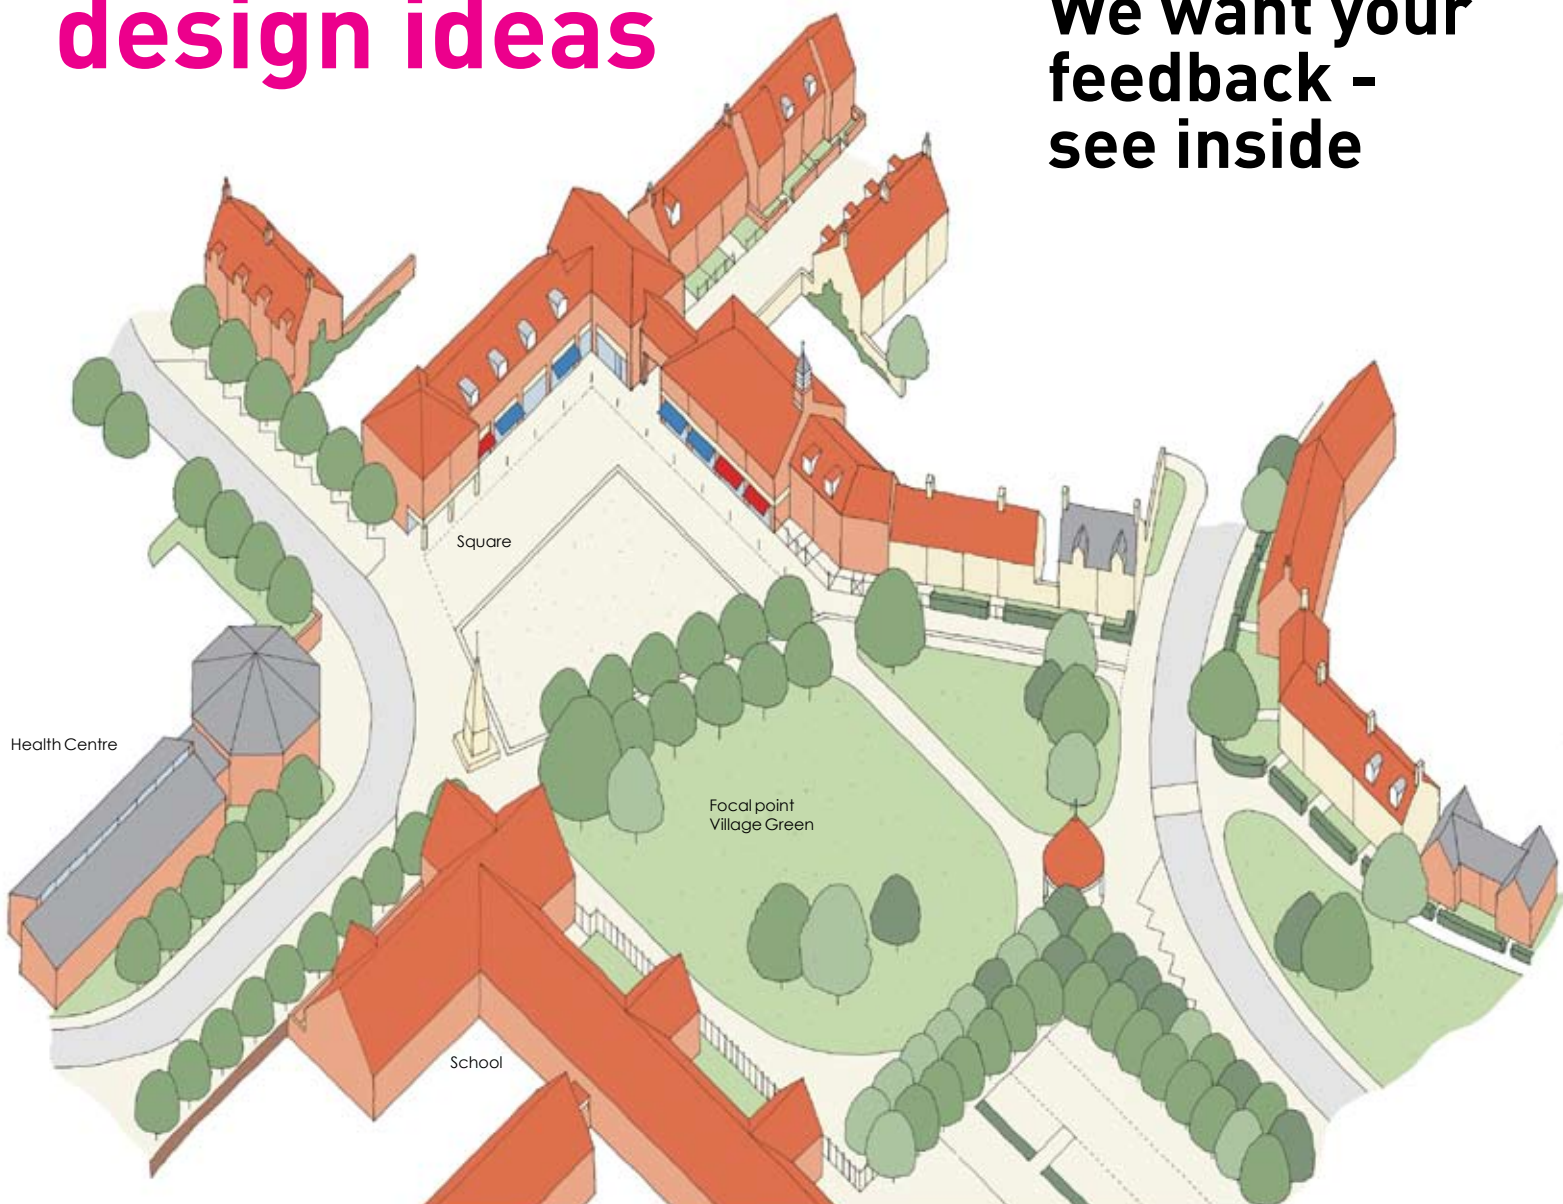 design ideas
We want your
feedback -
see inside
Square
Health Centre
Focal point
Village Green
School